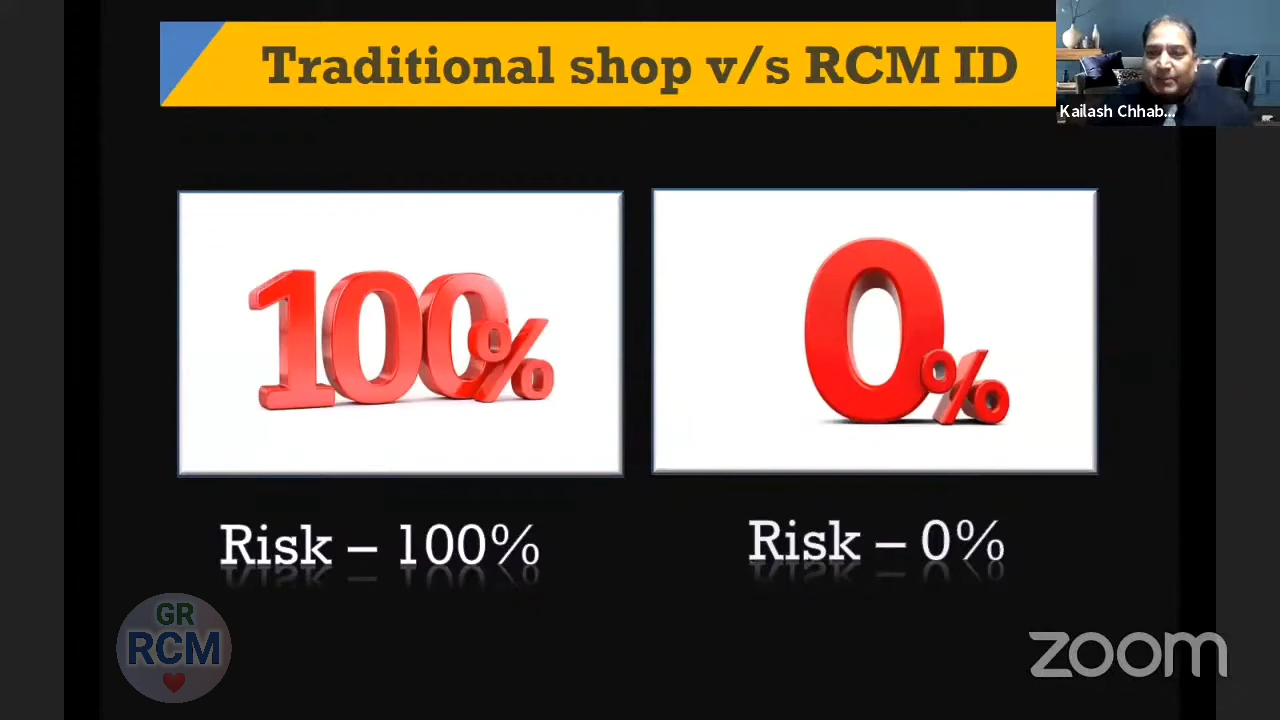 Traditional shop v/s RCM ID
Kailash Chhab...
100%
0%
Risk – 100%
Risk – 0%
GR
RCM
zoom